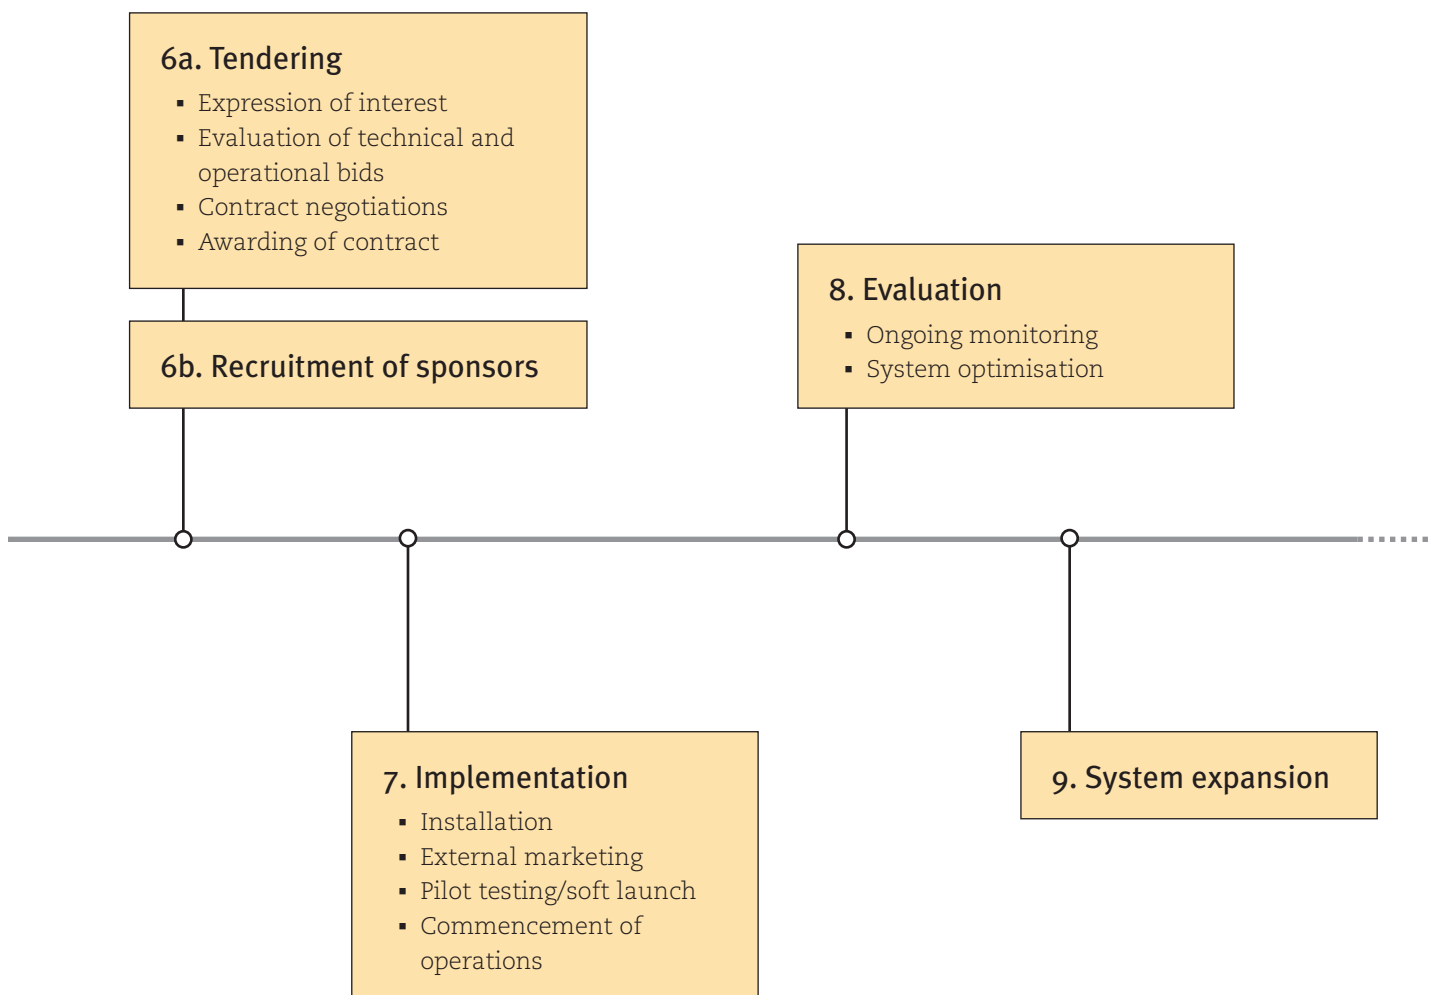 6a. Tendering
▪ Expression of interest
▪ Evaluation of technical and
operational bids
▪ Contract negotiations
▪ Awarding of contract
6b. Recruitment of sponsors
8. Evaluation
▪ Ongoing monitoring
▪ System optimisation
7. Implementation
▪ Installation
▪ External marketing
▪ Pilot testing/soft launch
▪ Commencement of
operations
9. System expansion